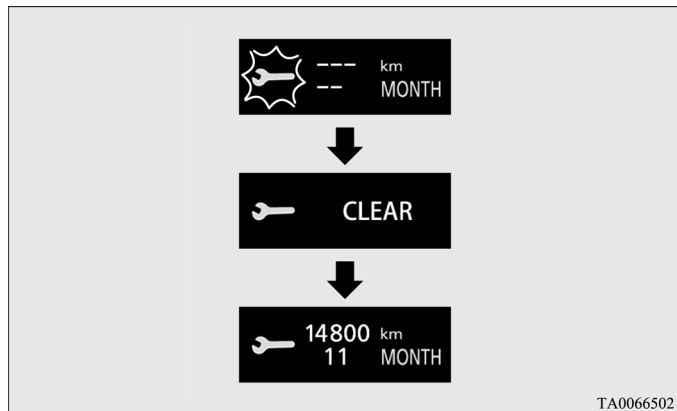 --- km
-- MONTH
CLEAR
14800 km
11 MONTH
TA0066502